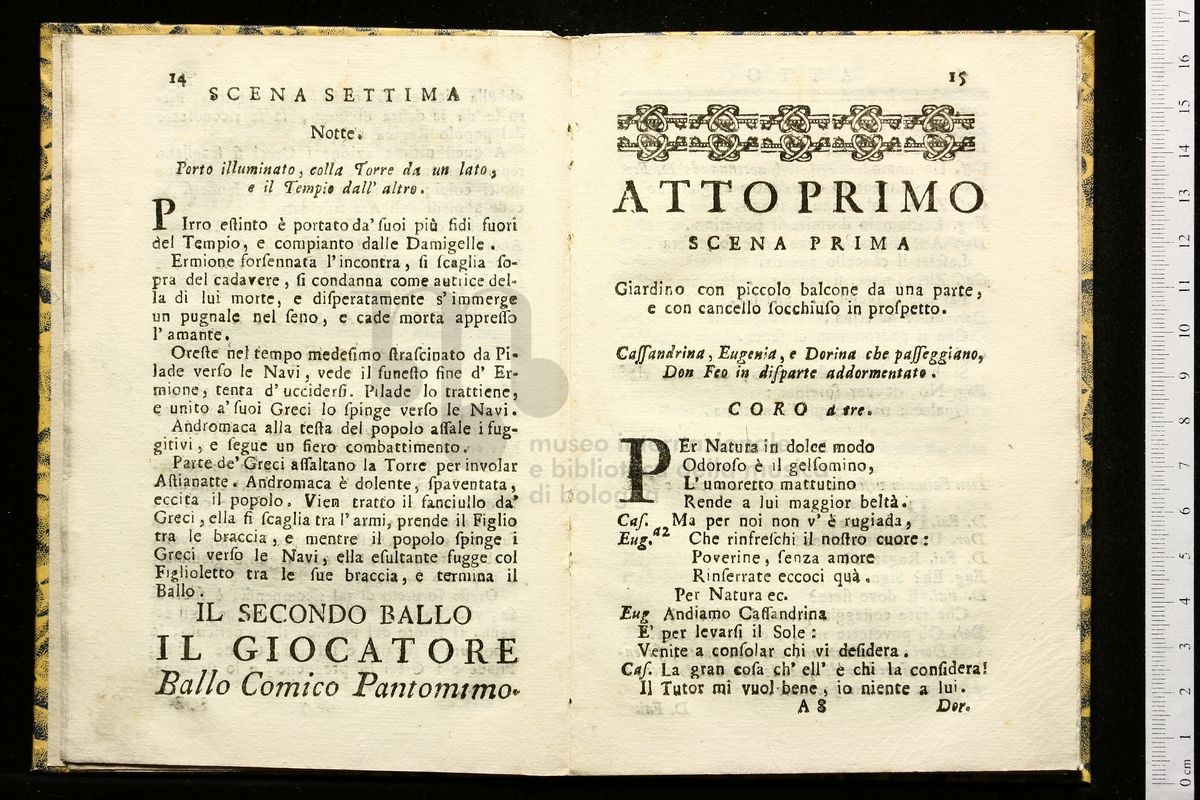 14
SCENA SETTIMA
Notte.
Porto illuminato, colla Torre da un lato,
e il Tempio dall' altro.
PIrro eſtinto è portato da' ſuoi più fidi fuori
del Tempio, e compianto dalle Damigelle.
Ermione forſennata l' incontra, ſi ſcaglia ſo-
pra del cadavere, ſi condanna come autrice del-
la di lui morte, e diſperatamente s' immerge
un pugnale nel ſeno, e cade morta appreſſo
l' amante.
Oreſte nel tempo medeſimo ſtraſcinato da Pi-
lade verſo le Navi, vede il funeſto fine d' Er-
mione, tenta d' ucciderſi. Pilade lo trattiene,
e unito a' ſuoi Greci lo ſpinge verſo le Navi.
Andromaca alla teſta del popolo aſſale i fug-
gitivi, e ſegue un fiero combattimento.
Parte de' Greci aſſaltano la Torre per involar
Aſtianatte. Andromaca è dolente, ſpaventata,
eccita il popolo. Vien tratto il fanciullo da'
Greci, ella ſi ſcaglia tra l' armi, prende il Figlio
tra le braccia, e mentre il popolo ſpinge i
Greci verſo le Navi, ella eſultante fugge col
Figlioletto tra le ſue braccia, e termina il
Ballo.
IL SECONDO BALLO
IL GIOCATORE
Ballo Comico Pantomimo.
15
ATTO PRIMO
SCENA PRIMA
Giardino con piccolo balcone da una parte,
e con cancello ſocchiuſo in proſpetto.
Caſſandrina, Eugenia, e Dorina che paſſeggiano,
Don Feo in diſparte addormentato.
CORO a tre.
PEr Natura in dolce modo
Odoroſo è il gelſomino,
L' umoretto mattutino
Rende a lui maggior beltà.
Caſ. Ma per noi non v' è rugiada,
Eug. a2 Che rinfreſchi il noſtro cuore:
Poverine, ſenza amore
Rinſerrate eccoci quà.
Per Natura ec.
Eug Andiamo Caſſandrina
E' per levarſi il Sole:
Venite a conſolar chi vi deſidera.
Caſ. La gran coſa ch' ell' è chi la conſidera!
Il Tutor mi vuol bene, io niente a lui.
A 8 Dor.
museo internazionale
e biblioteca della musica
di bologna